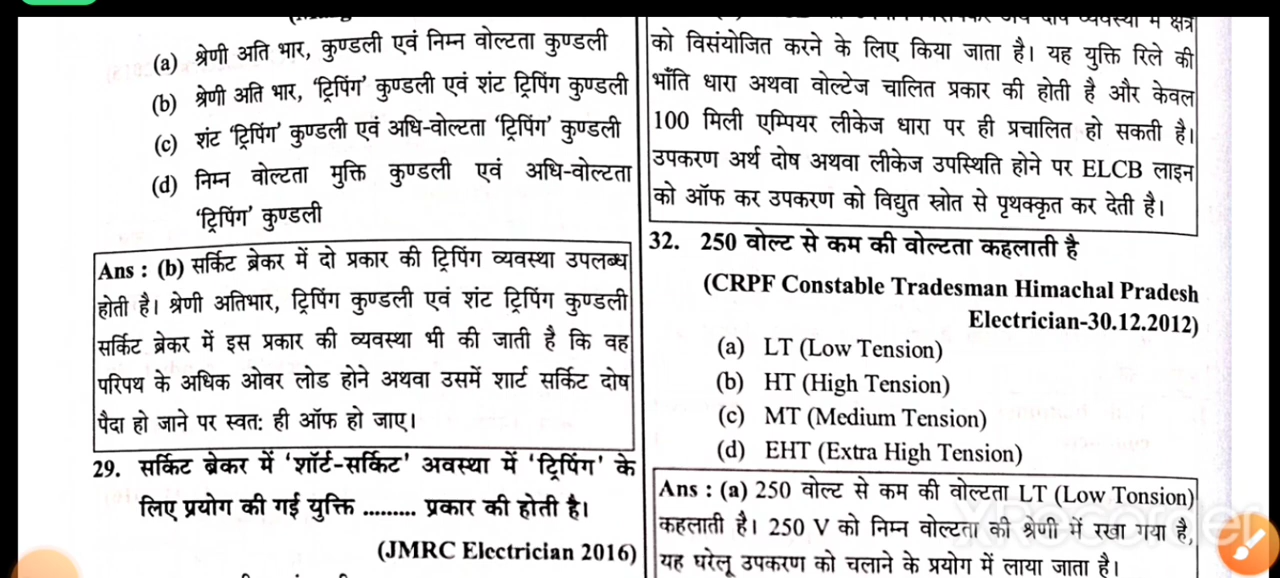 (a) श्रेणी अति भार, कुण्डली एवं निम्न वोल्टता कुण्डली
(b) श्रेणी अति भार, 'ट्रिपिंग' कुण्डली एवं शंट ट्रिपिंग कुण्डली
(c) शंट 'ट्रिपिंग' कुण्डली एवं अधि-वोल्टता 'ट्रिपिंग' कुण्डली
(d) निम्न वोल्टता मुक्ति कुण्डली एवं अधि-वोल्टता
'ट्रिपिंग' कुण्डली
Ans : (b) सर्किट ब्रेकर में दो प्रकार की ट्रिपिंग व्यवस्था उपलब्ध
होती है। श्रेणी अतिभार, ट्रिपिंग कुण्डली एवं शंट ट्रिपिंग कुण्डली
सर्किट ब्रेकर में इस प्रकार की व्यवस्था भी की जाती है कि वह
परिपथ के अधिक ओवर लोड होने अथवा उसमें शार्ट सर्किट दोष
पैदा हो जाने पर स्वत: ही ऑफ हो जाए।
29. सर्किट ब्रेकर में 'शॉर्ट-सर्किट' अवस्था में 'ट्रिपिंग' के
लिए प्रयोग की गई युक्ति ......... प्रकार की होती है।
(JMRC Electrician 2016)
व्यवस्था में क्षेत्र
को विसंयोजित करने के लिए किया जाता है। यह युक्ति रिले की
भाँति धारा अथवा वोल्टेज चालित प्रकार की होती है और केवल
100 मिली एम्पियर लीकेज धारा पर ही प्रचालित हो सकती है।
उपकरण अर्थ दोष अथवा लीकेज उपस्थिति होने पर ELCB लाइन
को ऑफ कर उपकरण को विद्युत स्रोत से पृथक्कृत कर देती है।
32. 250 वोल्ट से कम की वोल्टता कहलाती है
(CRPF Constable Tradesman Himachal Pradesh
Electrician-30.12.2012)
(a) LT (Low Tension)
(b) HT (High Tension)
(c) MT (Medium Tension)
(d) EHT (Extra High Tension)
Ans : (a) 250 वोल्ट से कम की वोल्टता LT (Low Tonsion)
कहलाती है। 250 V को निम्न वोल्टता की श्रेणी में रखा गया है,
यह घरेलू उपकरण को चलाने के प्रयोग में लाया जाता है।
XRecorder